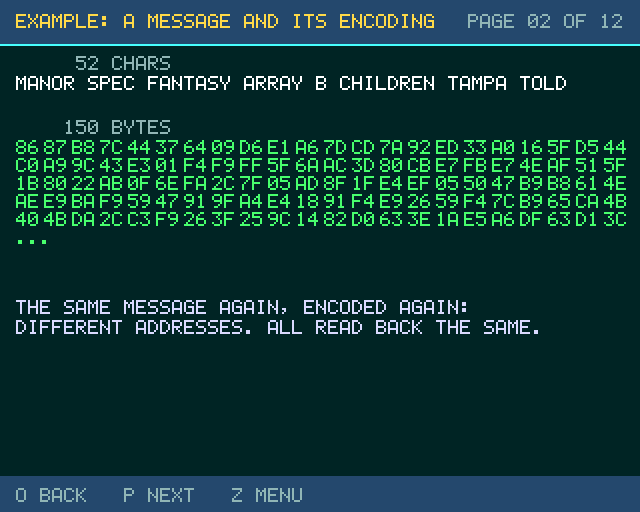 EXAMPLE: A MESSAGE AND ITS ENCODING PAGE 02 OF 12
52 CHARS
MANOR SPEC FANTASY ARRAY B CHILDREN TAMPA TOLD
150 BYTES
86 87 B8 7C 44 37 64 09 D6 E1 A6 7D CD 7A 92 ED 33 A0 16 5F D5 44
C0 A9 9C 43 E3 01 F4 F9 FF 5F 6A AC 3D 80 CB E7 FB E7 4E AF 51 5F
1B 80 22 AB 0F 6E FA 2C 7F 05 AD 8F 1F E4 EF 05 50 47 B9 B8 61 4E
AE E9 BA F9 59 47 91 9F A4 E4 18 91 F4 E9 26 59 F4 7C B9 65 CA 4B
40 4B DA 2C C3 F9 26 3F 25 9C 14 82 D0 63 3E 1A E5 A6 DF 63 D1 3C
...
THE SAME MESSAGE AGAIN, ENCODED AGAIN:
DIFFERENT ADDRESSES. ALL READ BACK THE SAME.
O BACK P NEXT Z MENU